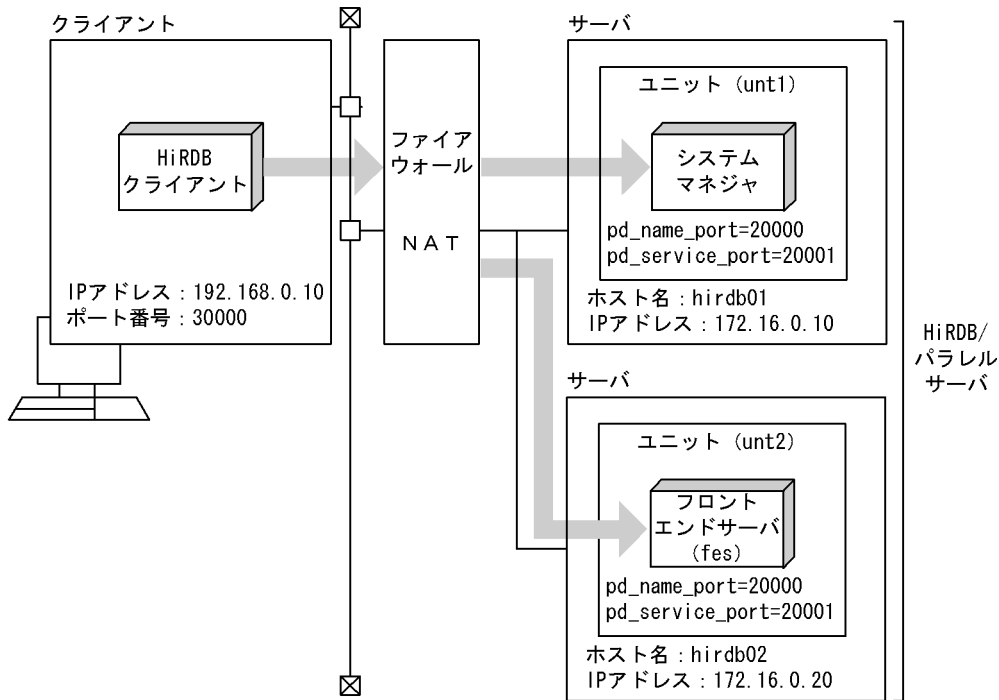 クライアント
HiRDB
クライアント
IPアドレス：192.168.0.10
ポート番号：30000
ファイア
ウォール
ＮＡＴ
サーバ
ユニット（unt1）
システム
マネジャ
pd_name_port=20000
pd_service_port=20001
ホスト名：hirdb01
IPアドレス：172.16.0.10
サーバ
ユニット（unt2）
フロント
エンドサーバ
（fes）
pd_name_port=20000
pd_service_port=20001
ホスト名：hirdb02
IPアドレス：172.16.0.20
HiRDB/
パラレル
サーバ